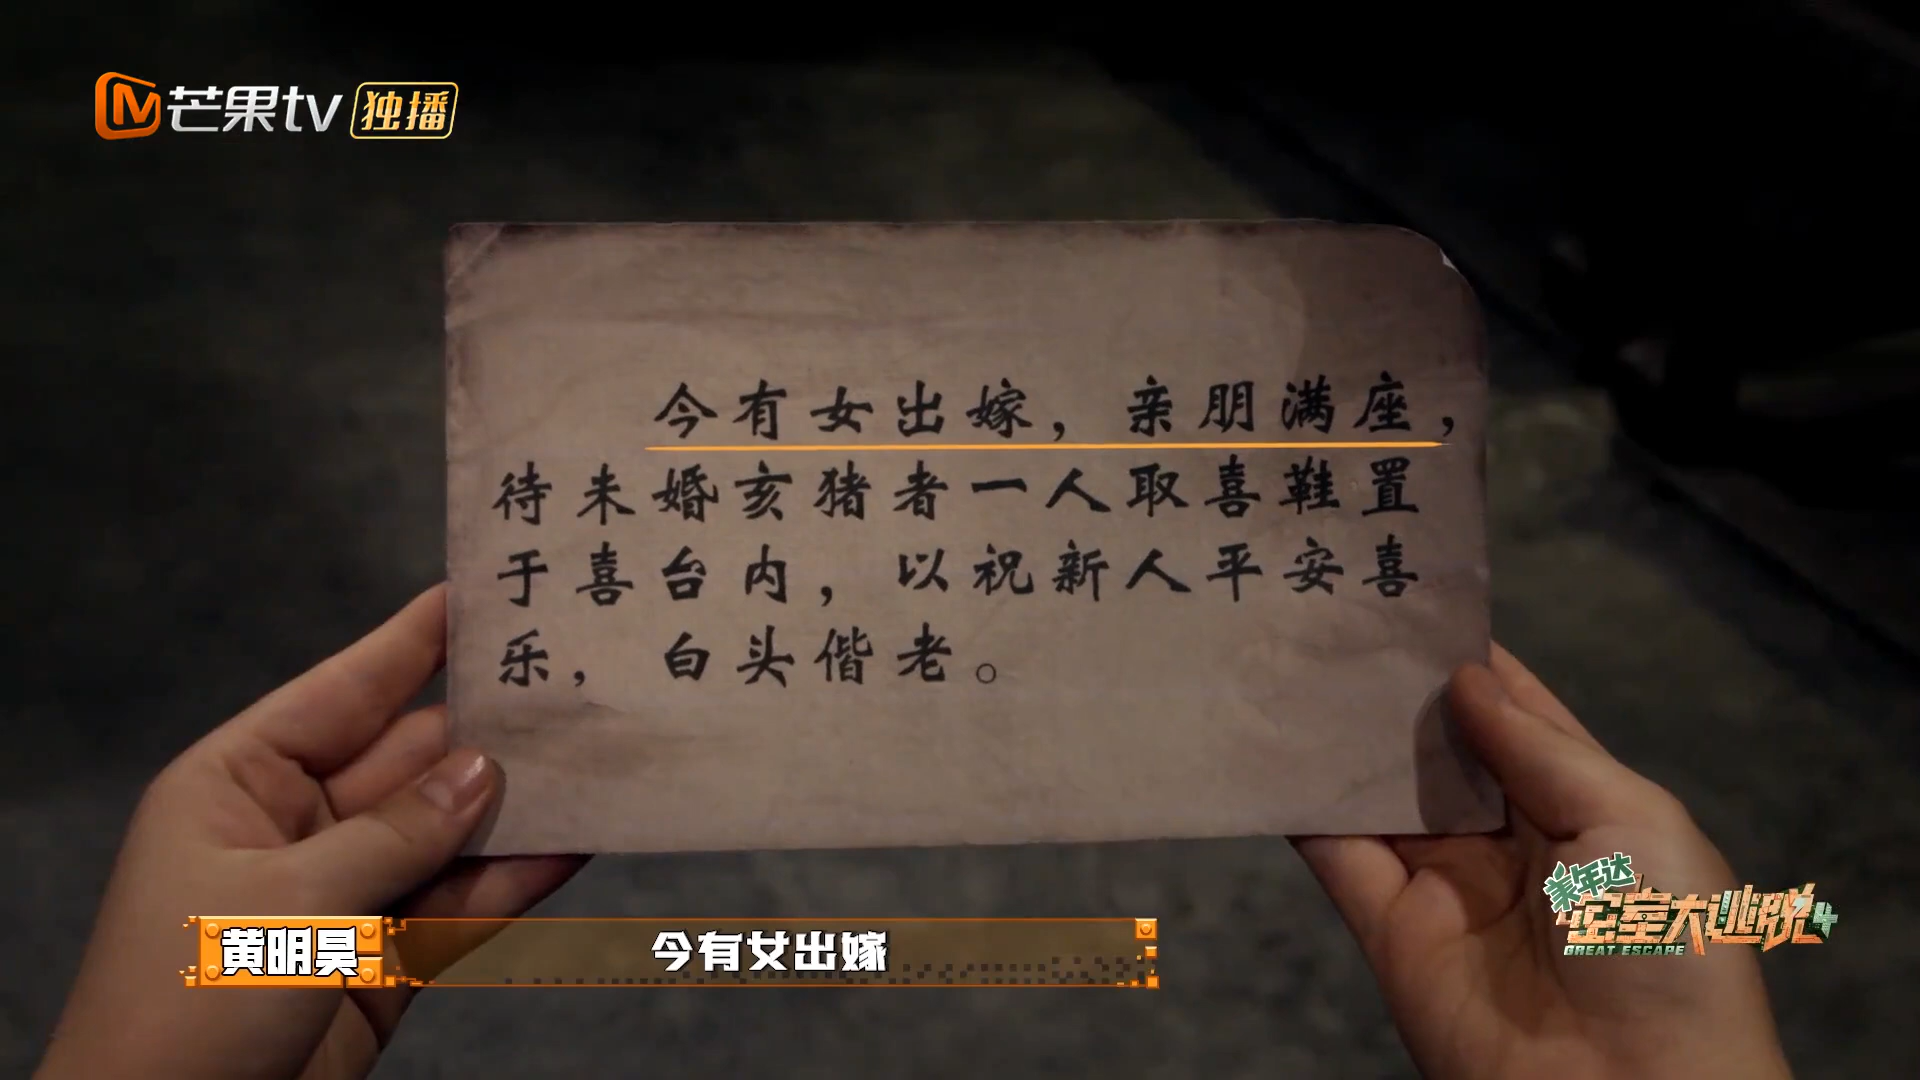 芒果tv 独播
今有女出嫁，亲朋满座，
待未婚亥猪者一人取喜鞋置
于喜台内，以祝新人平安喜
乐，白头偕老。
美年达
密室大逃脱4
GREAT ESCAPE
黄明昊 今有女出嫁